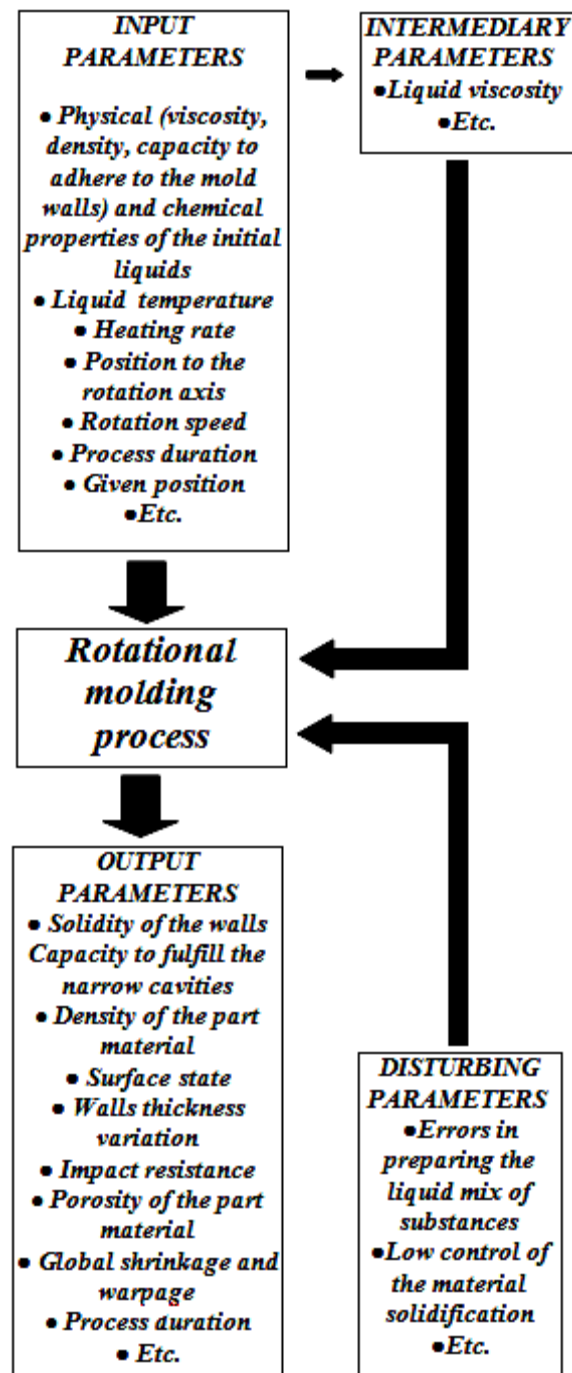 INPUT
PARAMETERS
● Physical (viscosity,
density, capacity to
adhere to the mold
walls) and chemical
properties of the initial
liquids
● Liquid temperature
● Heating rate
● Position to the
rotation axis
● Rotation speed
● Process duration
● Given position
●Etc.
INTERMEDIARY
PARAMETERS
●Liquid viscosity
●Etc.
Rotational
molding
process
OUTPUT
PARAMETERS
● Solidity of the walls
Capacity to fulfill the
narrow cavities
● Density of the part
material
● Surface state
● Walls thickness
variation
● Impact resistance
● Porosity of the part
material
● Global shrinkage and
warpage
● Process duration
● Etc.
DISTURBING
PARAMETERS
●Errors in
preparing the
liquid mix of
substances
●Low control of
the material
solidification
●Etc.